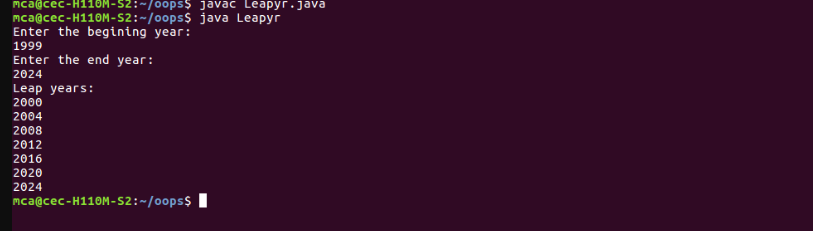 mca@cec-H110M-S2:~/oops$ javac Leapyr.java
mca@cec-H110M-S2:~/oops$ java Leapyr
Enter the begining year:
1999
Enter the end year:
2024
Leap years:
2000
2004
2008
2012
2016
2020
2024
mca@cec-H110M-S2:~/oops$